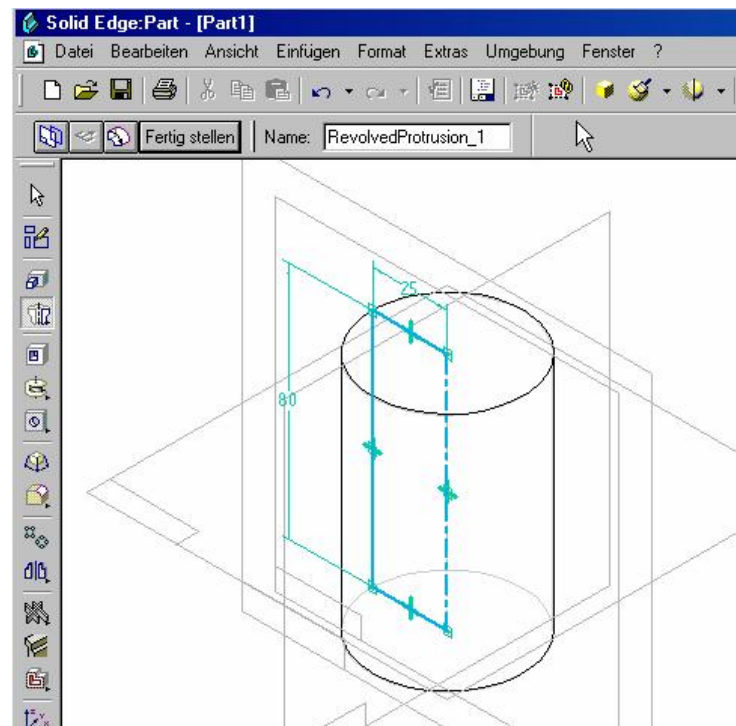 Solid Edge:Part - [Part1]
Datei Bearbeiten Ansicht Einfügen Format Extras Umgebung Fenster ?
Fertig stellen Name: RevolvedProtrusion_1
25
80